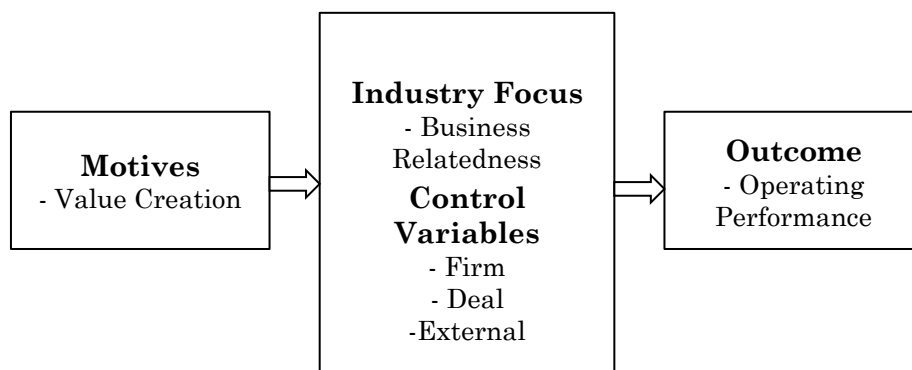 Motives
- Value Creation
Industry Focus
- Business
Relatedness
Control
Variables
- Firm
- Deal
-External
Outcome
- Operating
Performance